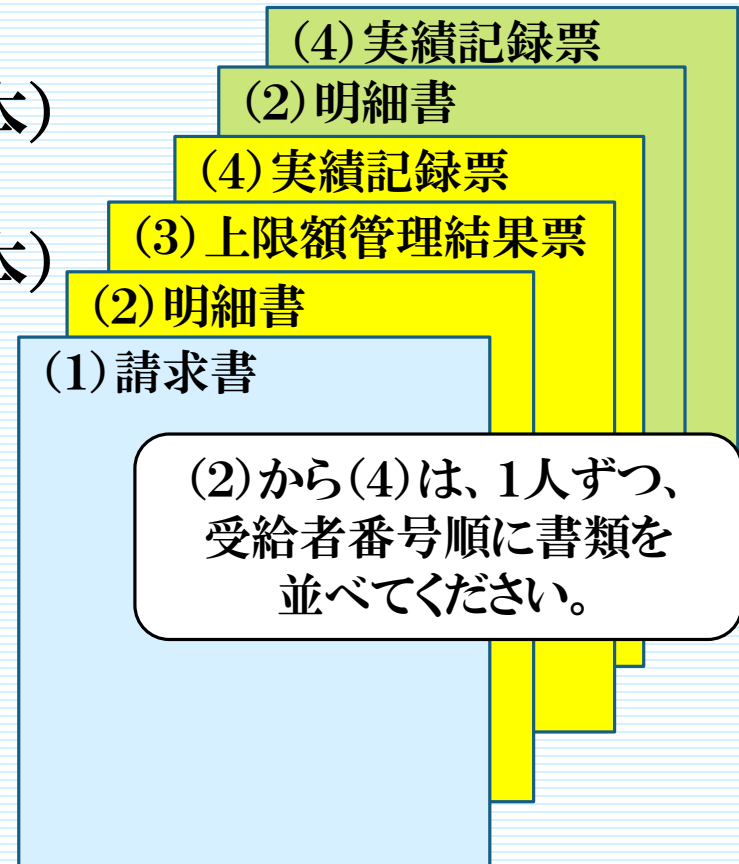 (4)実績記録票
(2)明細書
本)
(4)実績記録票
(3)上限額管理結果票
本)
(2)明細書
(1)請求書
(2)から(4)は、1人ずつ、
受給者番号順に書類を
並べてください。